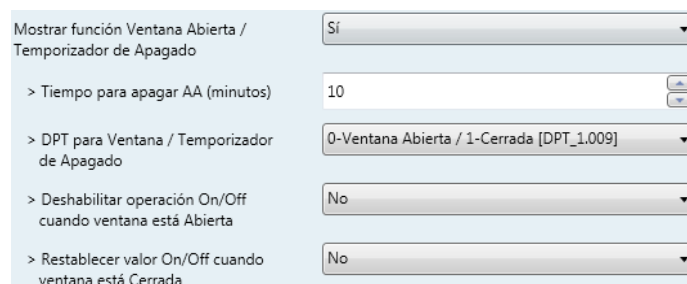 Mostrar función Ventana Abierta / Sí
Temporizador de Apagado
> Tiempo para apagar AA (minutos) 10
> DPT para Ventana / Temporizador 0-Ventana Abierta / 1-Cerrada [DPT_1.009]
de Apagado
> Deshabilitar operación On/Off No
cuando ventana está Abierta
> Restablecer valor On/Off cuando No
ventana está Cerrada